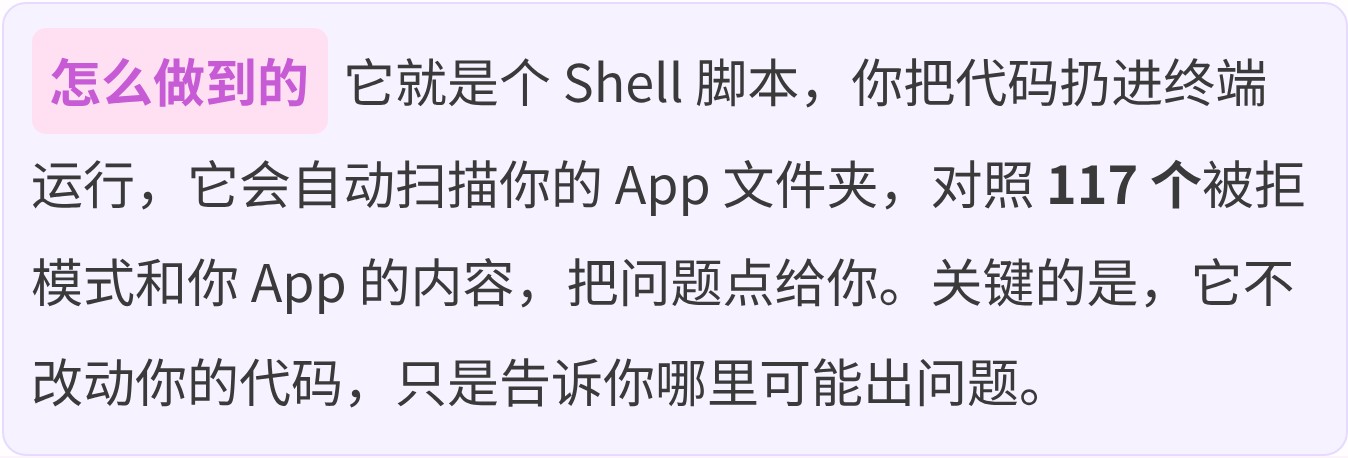 怎么做到的 它就是个 Shell 脚本，你把代码扔进终端
运行，它会自动扫描你的 App 文件夹，对照 117 个被拒
模式和你 App 的内容，把问题点给你。关键的是，它不
改动你的代码，只是告诉你哪里可能出问题。